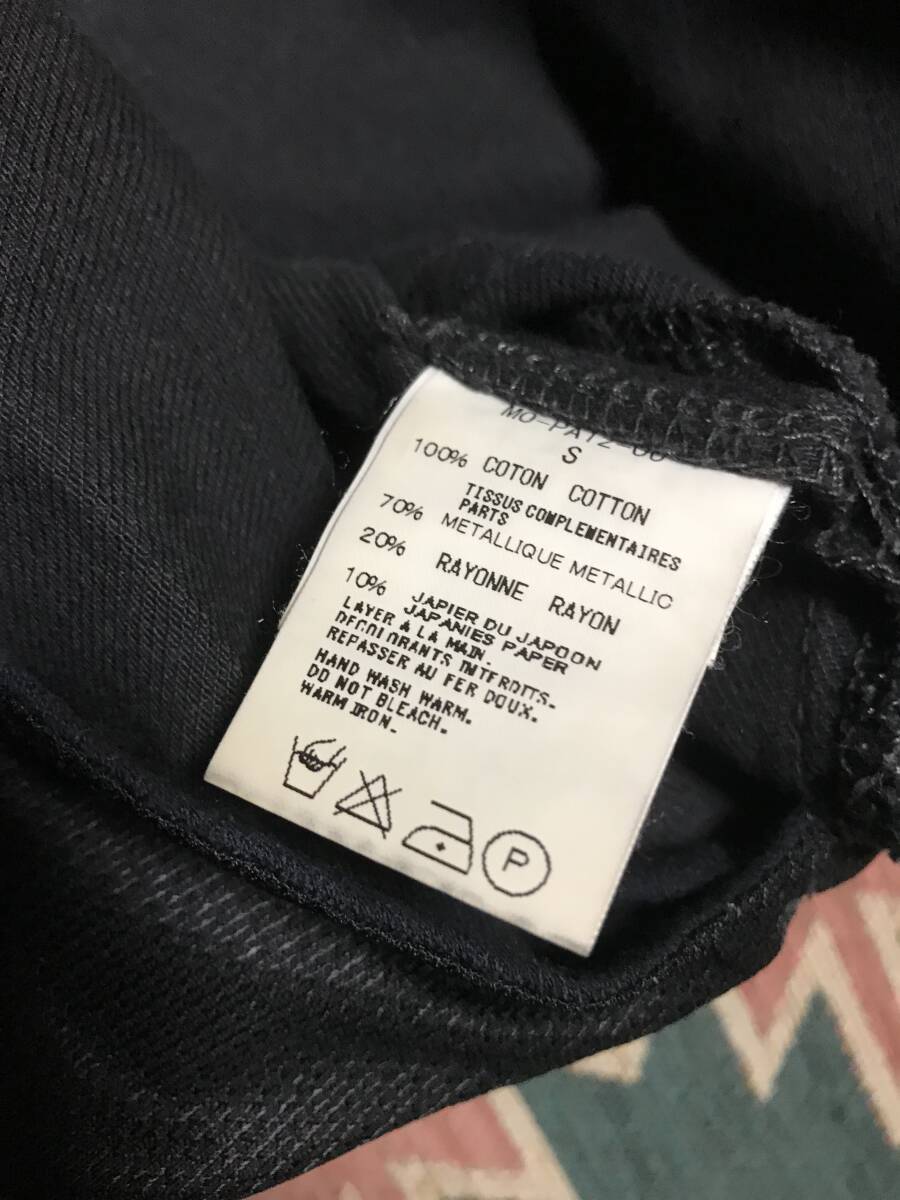 S
100% COTON COTTON
TISSUS COMPLEMENTAIRES
PARTS
70% METALLIQUE METALLIC
20% RAYONNE RAYON
10% JAPIER DU JAPOON
JAPANIES PAPER
LAYER À LA MAIN.
DECOLORANTS INTERDITS.
REPASSER AU FER DOUX.
HAND WASH WARM.
DO NOT BLEACH.
WARM IRON.
P